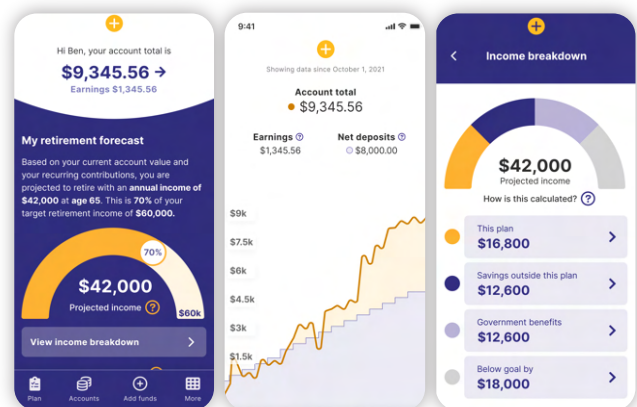 Hi Ben, your account total is
$9,345.56 →
Earnings $1,345.56
My retirement forecast
Based on your current account value and
your recurring contributions, you are
projected to retire with an annual income of
$42,000 at age 65. This is 70% of your
target retirement income of $60,000.
70%
$42,000
Projected income ?
$60k
View income breakdown >
Plan
Accounts
Add funds
More
9:41
Showing data since October 1, 2021
Account total
$9,345.56
Earnings ? Net deposits ?
$1,345.56 $8,000.00
$9k
$7.5k
$6k
$4.5k
$3k
$1.5k
< Income breakdown
$42,000
Projected income
How is this calculated? ?
This plan
$16,800 >
Savings outside this plan
$12,600 >
Government benefits
$12,600 >
Below goal by
$18,000 >